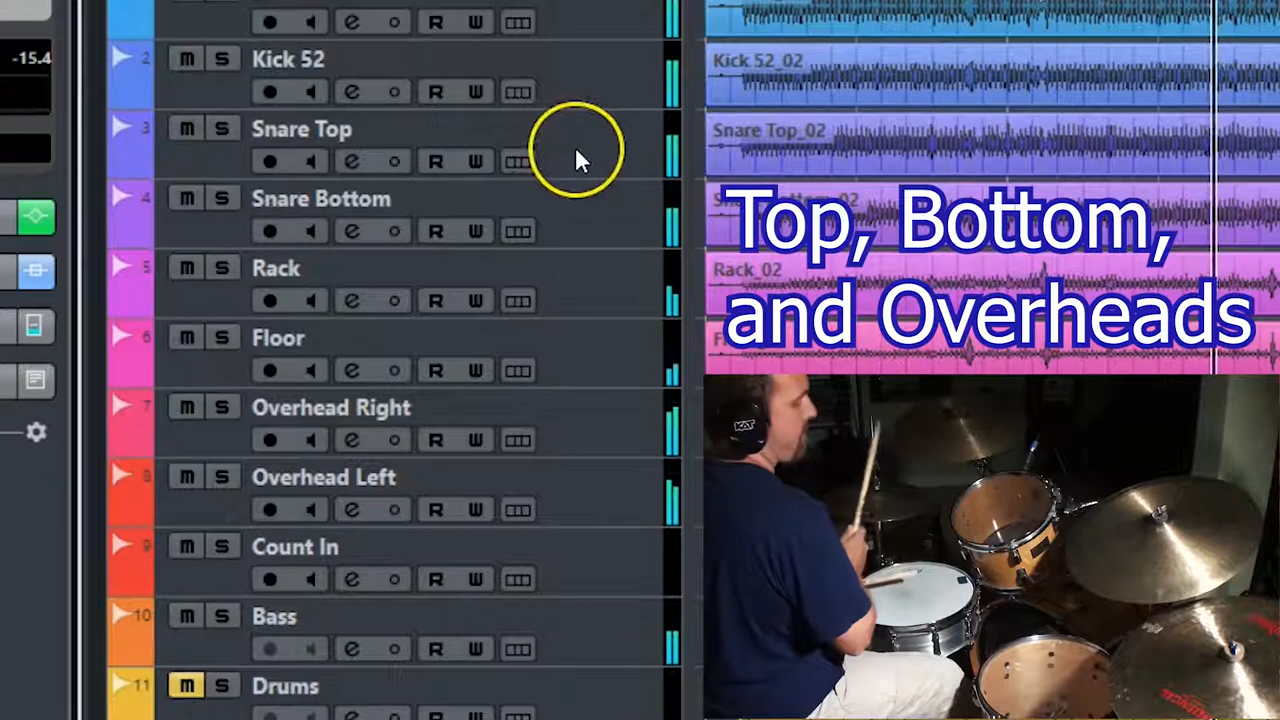 -15.4
2 m S Kick 52
R W
3 m S Snare Top
R W
4 m S Snare Bottom
R W
5 m S Rack
R W
6 m S Floor
R W
7 m S Overhead Right
R W
8 m S Overhead Left
R W
9 m S Count In
R W
10 m S Bass
R W
11 m S Drums
Kick 52_02
Snare Top_02
Rack_02
Top, Bottom,
and Overheads
KAT